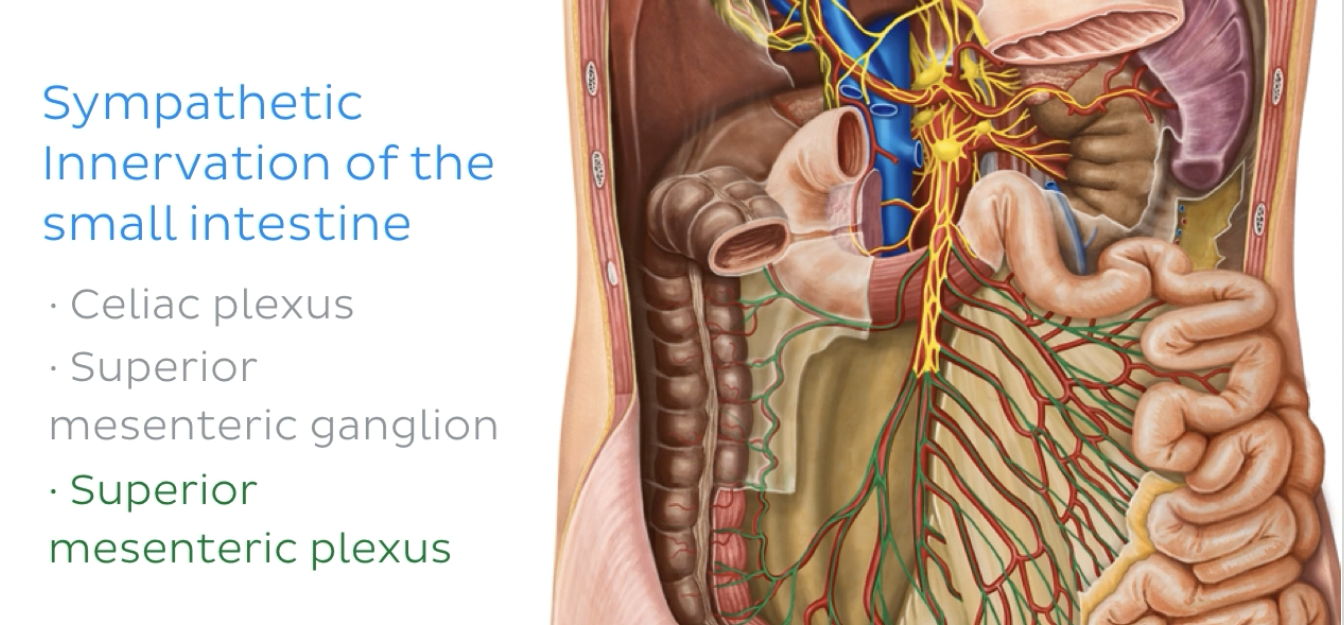 Sympathetic
Innervation of the
small intestine
· Celiac plexus
· Superior
mesenteric ganglion
· Superior
mesenteric plexus